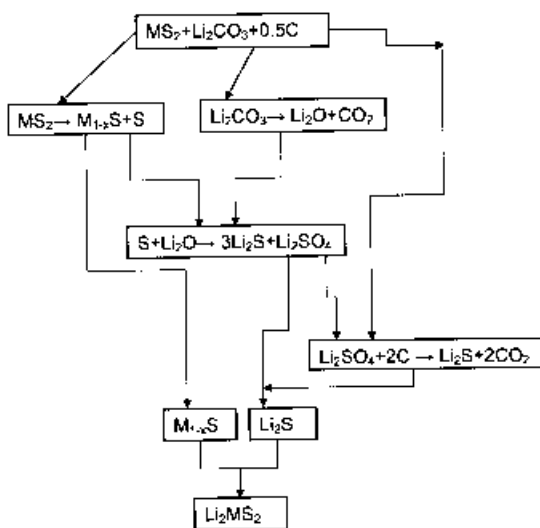 MS₂+Li₂CO₃+0.5C
MS₂→ M₁₋ₓS+S
Li₂CO₃→ Li₂O+CO₂
S+Li₂O→ 3Li₂S+Li₂SO₄
Li₂SO₄+2C → Li₂S+2CO₂
M₁₋ₓS
Li₂S
Li₂MS₂